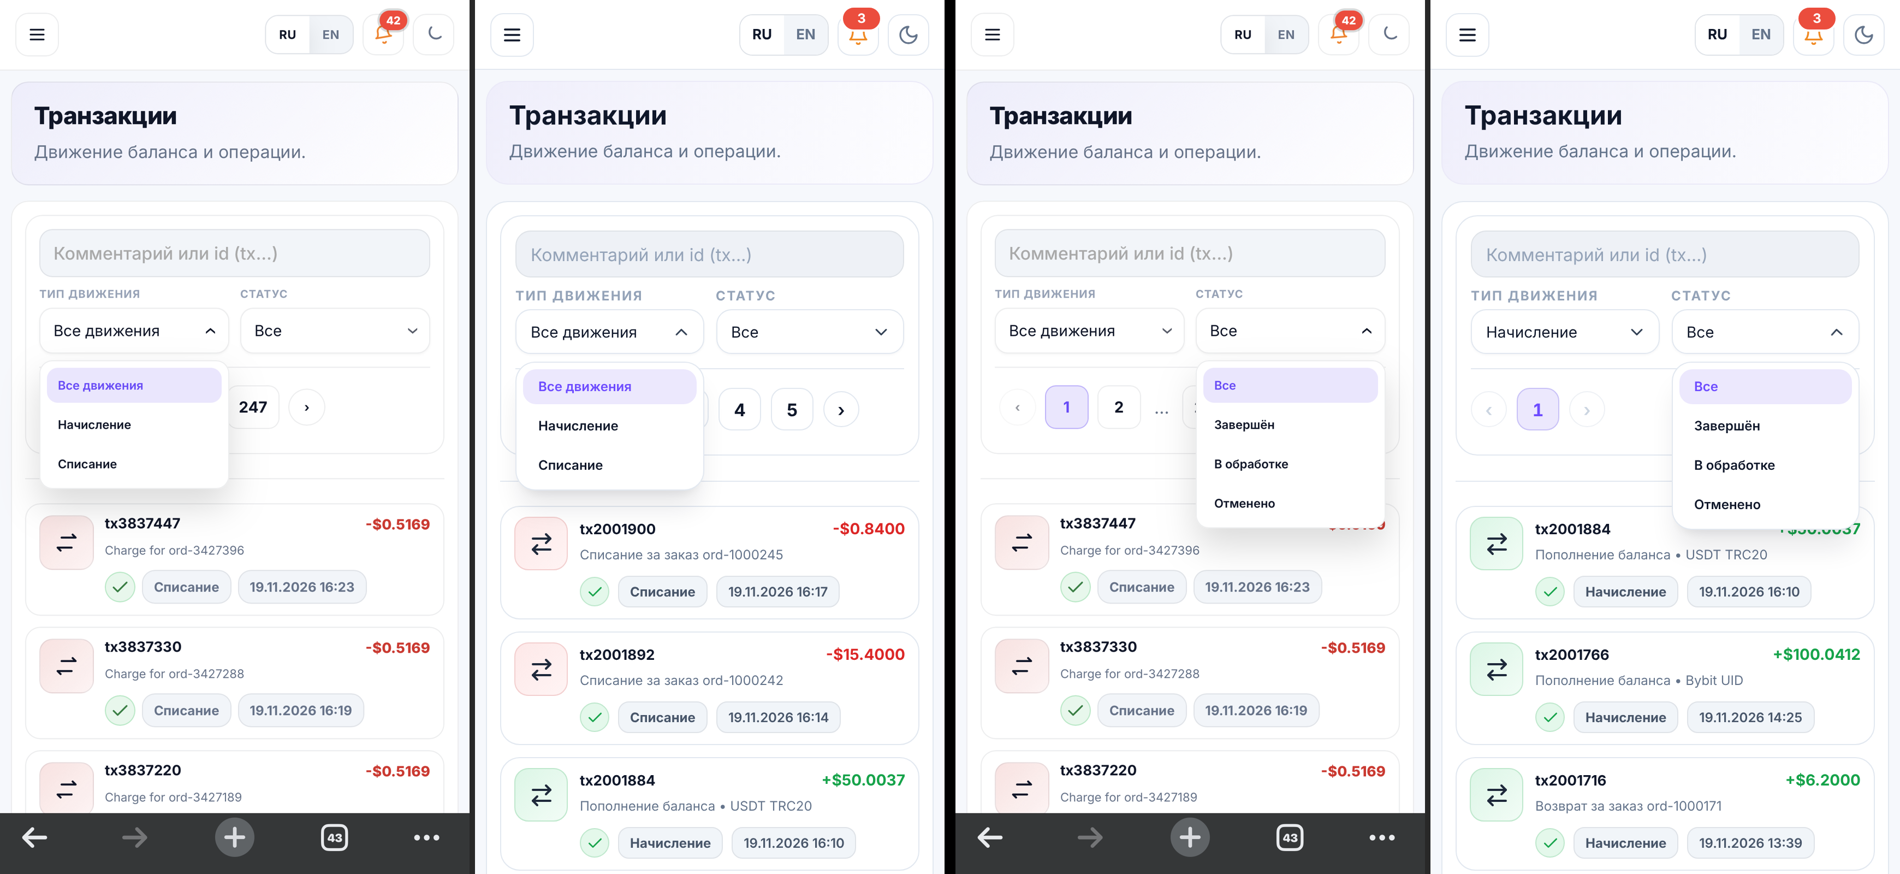 RU EN 42
Транзакции
Движение баланса и операции.
Комментарий или id (tx...)
ТИП ДВИЖЕНИЯ СТАТУС
Все движения Все
Все движения
247 ›
Начисление
Списание
tx3837447 -$0.5169
Charge for ord-3427396
Списание 19.11.2026 16:23
tx3837330 -$0.5169
Charge for ord-3427288
Списание 19.11.2026 16:19
tx3837220 -$0.5169
Charge for ord-3427189
43
RU EN 3
Транзакции
Движение баланса и операции.
Комментарий или id (tx...)
ТИП ДВИЖЕНИЯ СТАТУС
Все движения Все
Все движения
4 5 ›
Начисление
Списание
tx2001900 -$0.8400
Списание за заказ ord-1000245
Списание 19.11.2026 16:17
tx2001892 -$15.4000
Списание за заказ ord-1000242
Списание 19.11.2026 16:14
tx2001884 +$50.0037
Пополнение баланса • USDT TRC20
Начисление 19.11.2026 16:10
RU EN 42
Транзакции
Движение баланса и операции.
Комментарий или id (tx...)
ТИП ДВИЖЕНИЯ СТАТУС
Все движения Все
Все
‹ 1 2 ...
Завершён
В обработке
Отменено
tx3837447
Charge for ord-3427396
Списание 19.11.2026 16:23
tx3837330 -$0.5169
Charge for ord-3427288
Списание 19.11.2026 16:19
tx3837220 -$0.5169
Charge for ord-3427189
43
RU EN 3
Транзакции
Движение баланса и операции.
Комментарий или id (tx...)
ТИП ДВИЖЕНИЯ СТАТУС
Начисление Все
Все
‹ 1 ›
Завершён
В обработке
Отменено
tx2001884 +$50.0037
Пополнение баланса • USDT TRC20
Начисление 19.11.2026 16:10
tx2001766 +$100.0412
Пополнение баланса • Bybit UID
Начисление 19.11.2026 14:25
tx2001716 +$6.2000
Возврат за заказ ord-1000171
Начисление 19.11.2026 13:39